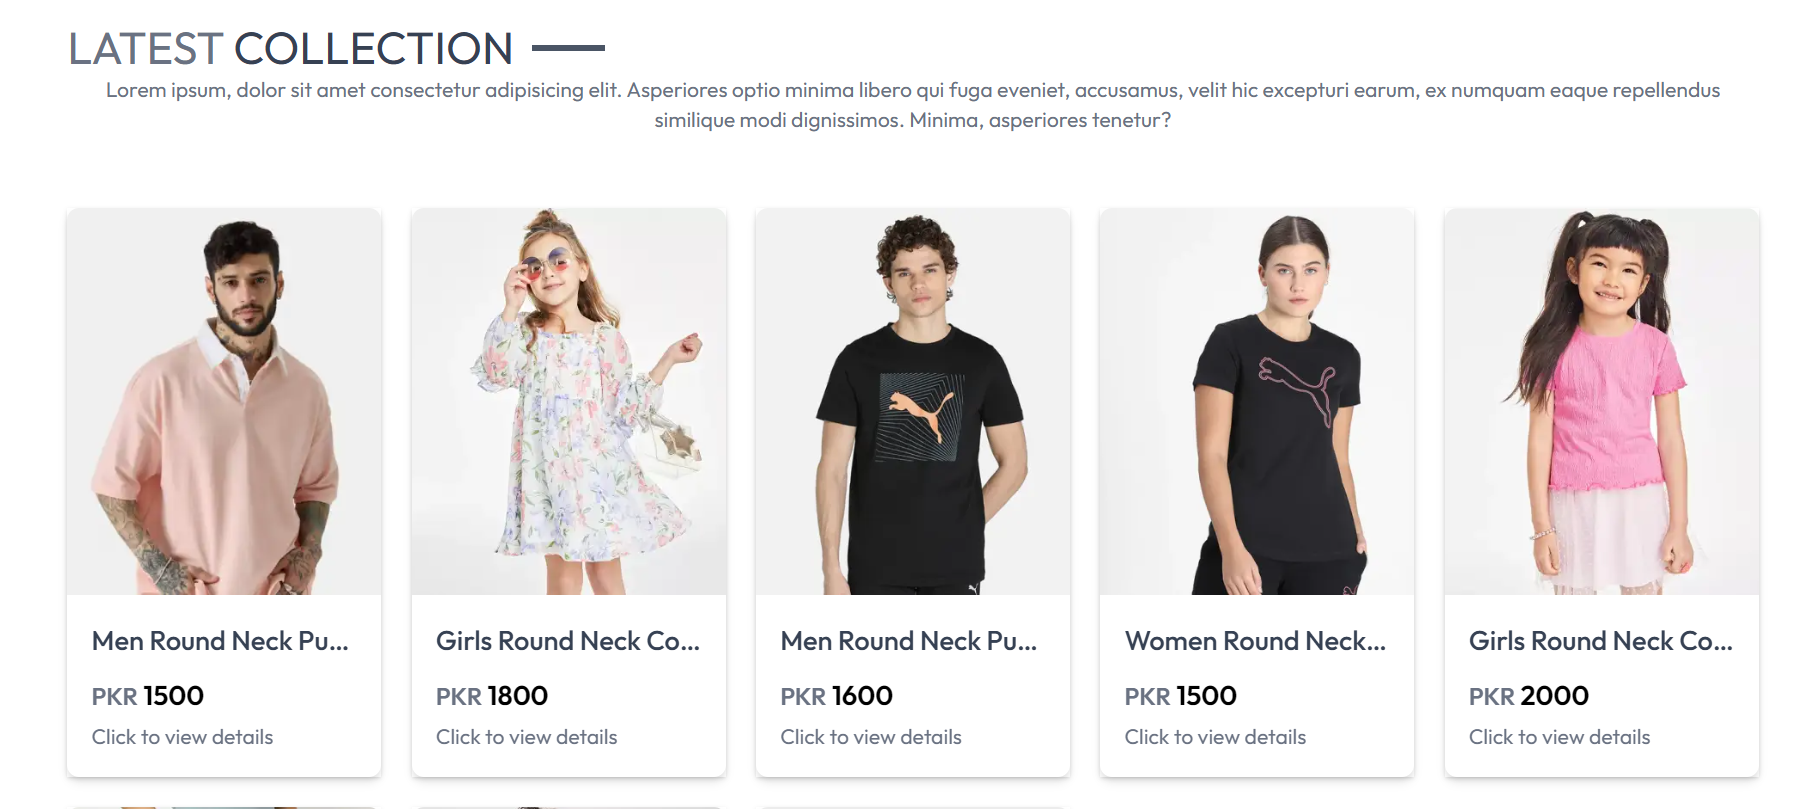 LATEST COLLECTION
Lorem ipsum, dolor sit amet consectetur adipisicing elit. Asperiores optio minima libero qui fuga eveniet, accusamus, velit hic excepturi earum, ex numquam eaque repellendus
similique modi dignissimos. Minima, asperiores tenetur?
Men Round Neck Pu...
PKR 1500
Click to view details
Girls Round Neck Co...
PKR 1800
Click to view details
Men Round Neck Pu...
PKR 1600
Click to view details
Women Round Neck...
PKR 1500
Click to view details
Girls Round Neck Co...
PKR 2000
Click to view details